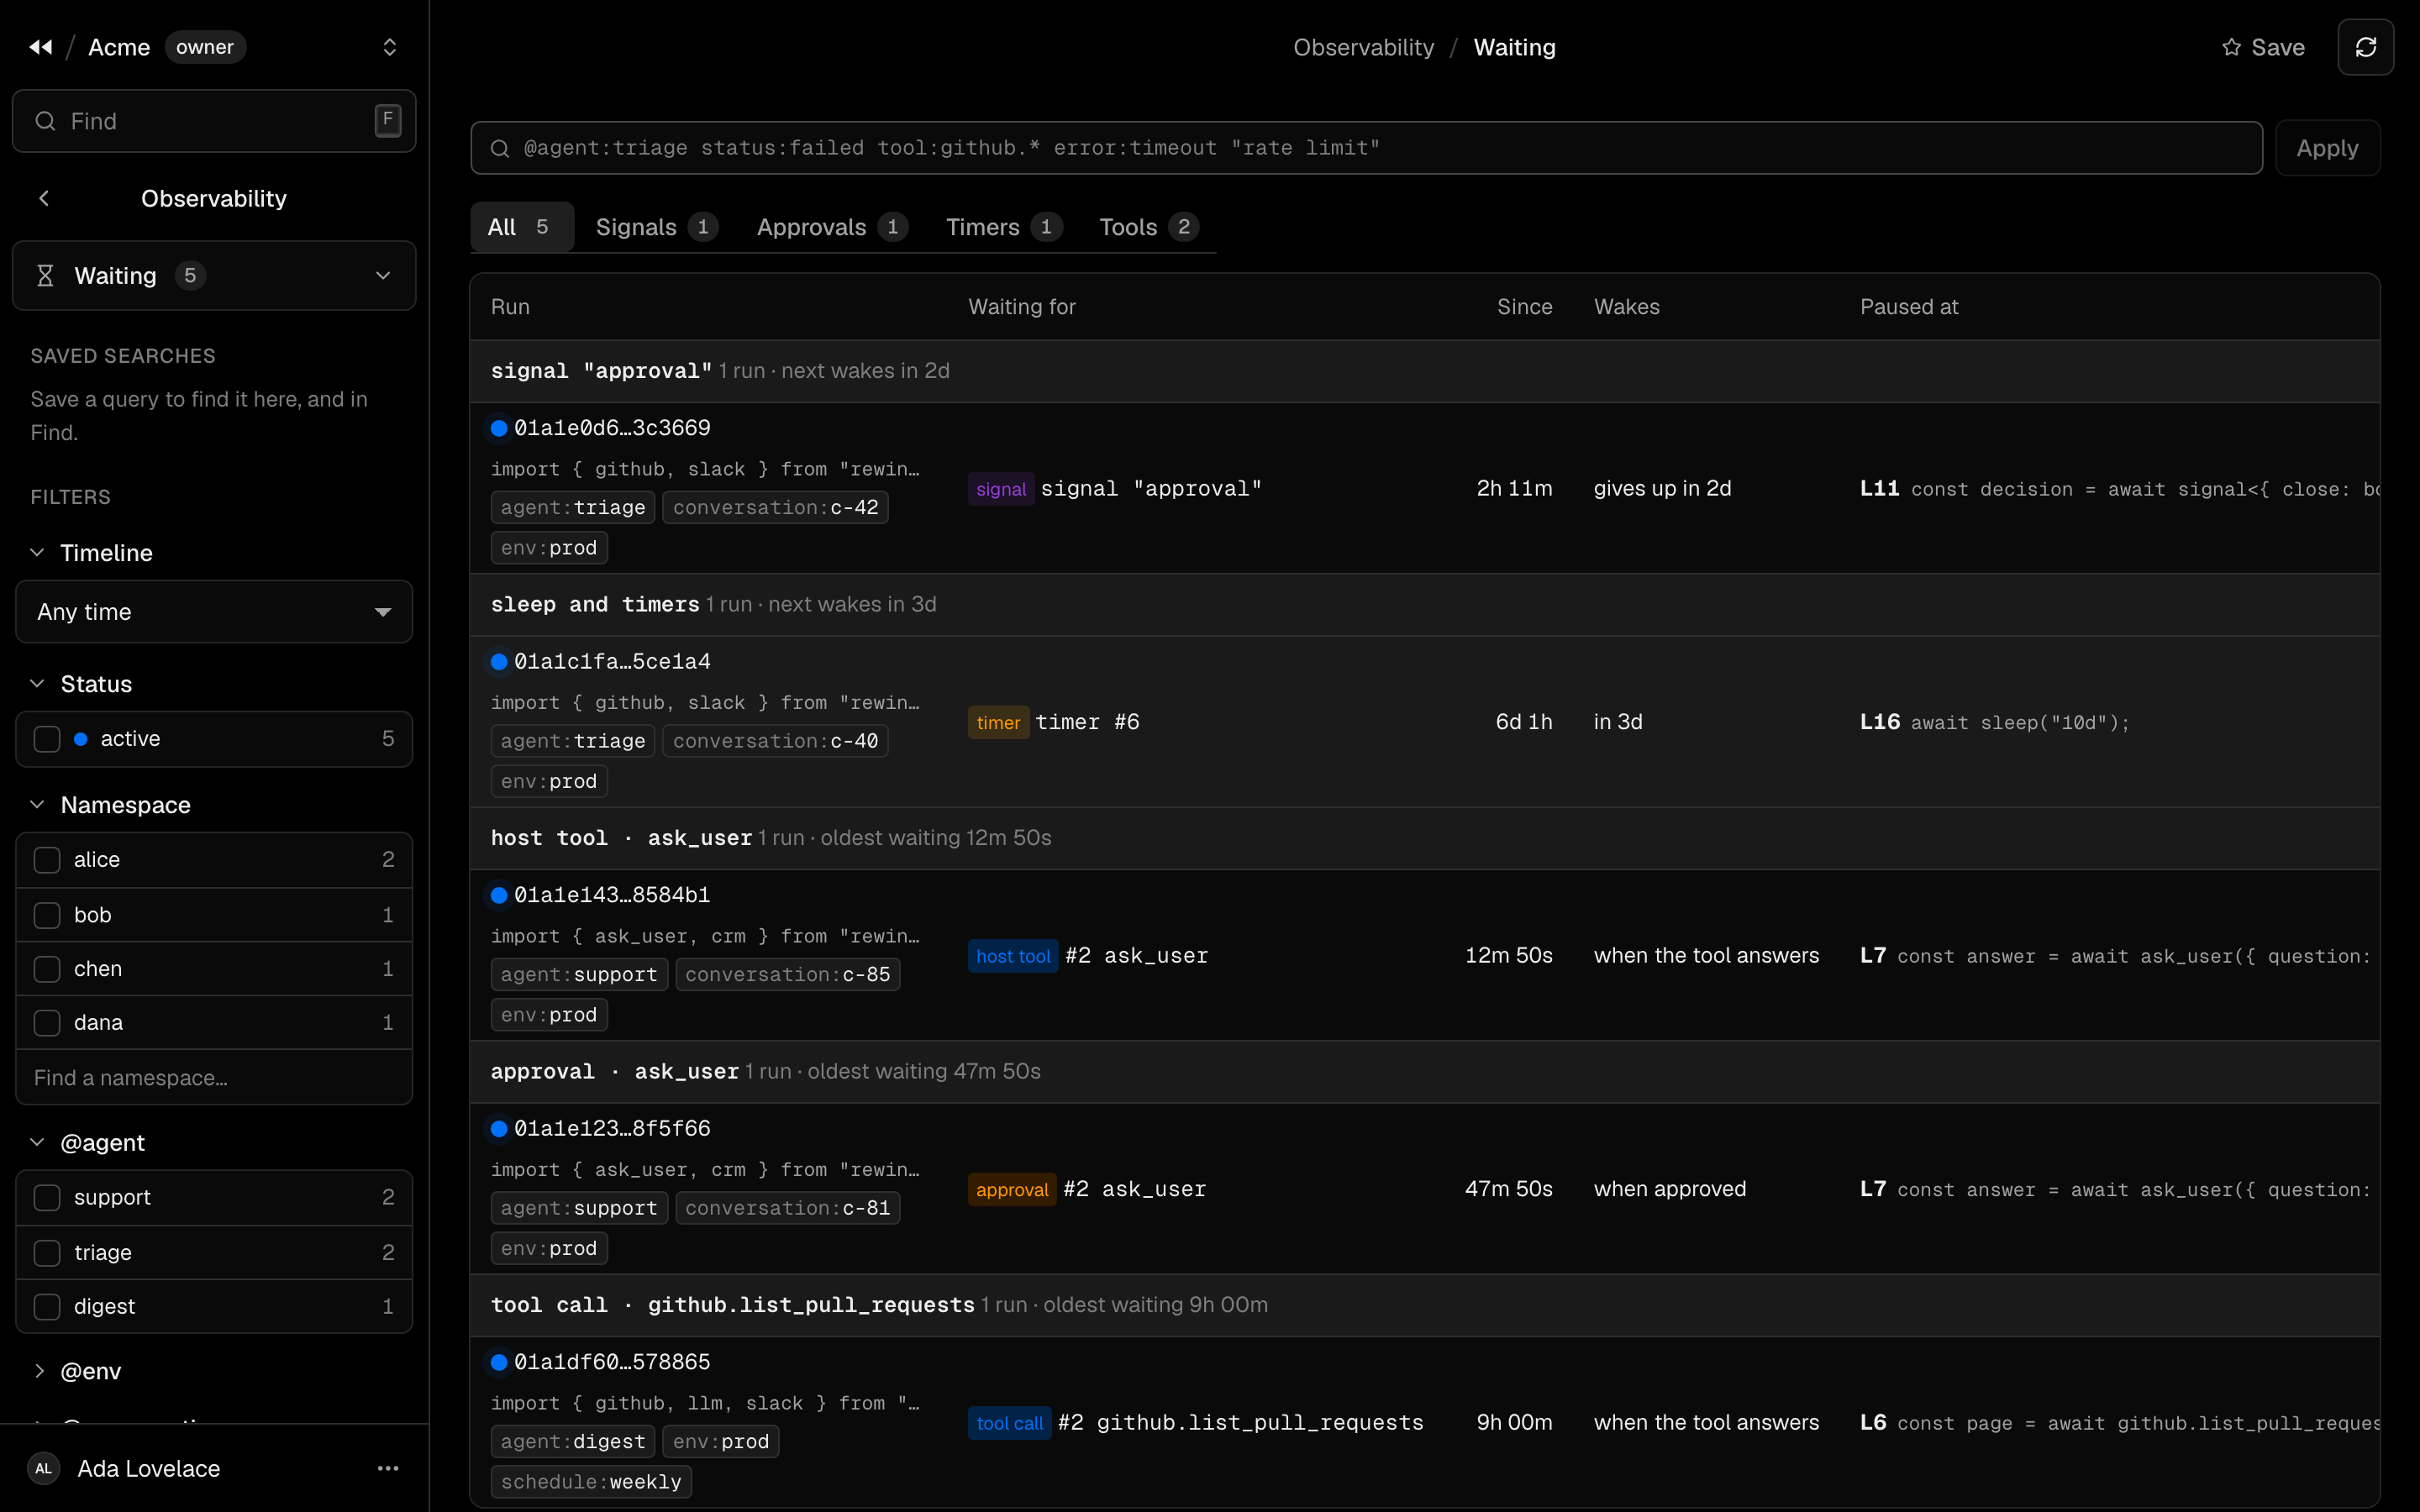 / Acme owner
Find F
Observability
Waiting 5
SAVED SEARCHES
Save a query to find it here, and in
Find.
FILTERS
Timeline
Any time
Status
active 5
Namespace
alice 2
bob 1
chen 1
dana 1
Find a namespace…
@agent
support 2
triage 2
digest 1
@env
AL Ada Lovelace
Observability / Waiting
Save
@agent:triage status:failed tool:github.* error:timeout "rate limit"
Apply
All 5 Signals 1 Approvals 1 Timers 1 Tools 2
Run Waiting for Since Wakes Paused at
signal "approval" 1 run · next wakes in 2d
01a1e0d6…3c3669
import { github, slack } from "rewin…
agent:triage conversation:c-42
env:prod
signal signal "approval" 2h 11m gives up in 2d L11 const decision = await signal<{ close: bo
sleep and timers 1 run · next wakes in 3d
01a1c1fa…5ce1a4
import { github, slack } from "rewin…
agent:triage conversation:c-40
env:prod
timer timer #6 6d 1h in 3d L16 await sleep("10d");
host tool · ask_user 1 run · oldest waiting 12m 50s
01a1e143…8584b1
import { ask_user, crm } from "rewin…
agent:support conversation:c-85
env:prod
host tool #2 ask_user 12m 50s when the tool answers L7 const answer = await ask_user({ question:
approval · ask_user 1 run · oldest waiting 47m 50s
01a1e123…8f5f66
import { ask_user, crm } from "rewin…
agent:support conversation:c-81
env:prod
approval #2 ask_user 47m 50s when approved L7 const answer = await ask_user({ question:
tool call · github.list_pull_requests 1 run · oldest waiting 9h 00m
01a1df60…578865
import { github, llm, slack } from "…
agent:digest env:prod
schedule:weekly
tool call #2 github.list_pull_requests 9h 00m when the tool answers L6 const page = await github.list_pull_reques